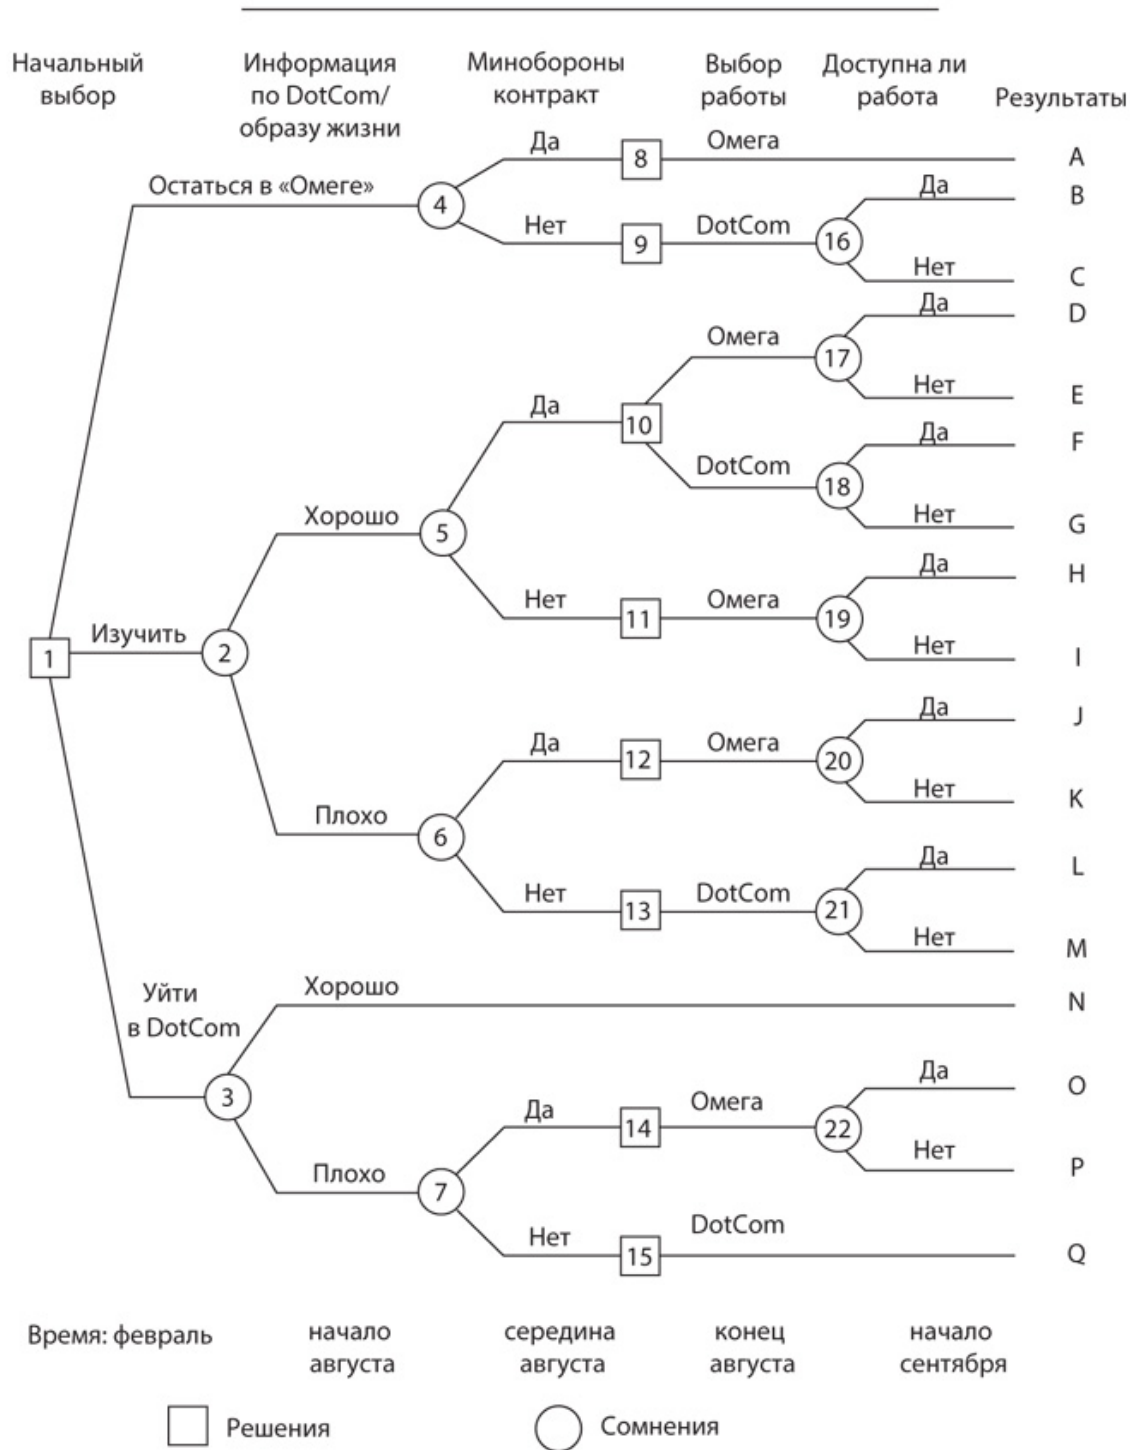 Начальный
выбор
Информация
по DotCom/
образу жизни
Минобороны
контракт
Выбор
работы
Доступна ли
работа
Результаты
Да
8
Омега
A
Остаться в «Омеге»
4
Да
B
Нет
9
DotCom
16
Нет
C
Да
D
Омега
17
Нет
E
Да
10
Да
F
DotCom
18
Нет
G
Хорошо
5
Да
H
Нет
11
Омега
19
Нет
I
1
Изучить
2
Да
J
Да
12
Омега
20
Нет
K
Плохо
6
Да
L
Нет
13
DotCom
21
Нет
M
Уйти
в DotCom
Хорошо
N
3
Да
O
Да
14
Омега
22
Нет
P
Плохо
7
Нет
15
DotCom
Q
Время: февраль
начало
августа
середина
августа
конец
августа
начало
сентября
Решения
Сомнения